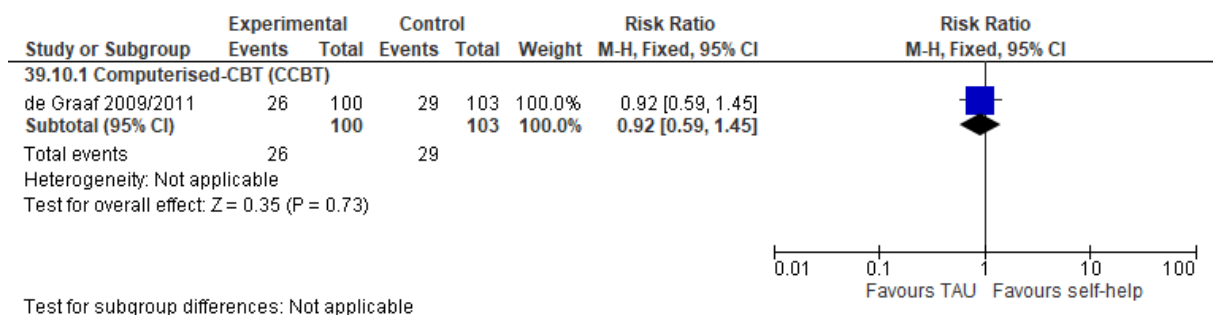 Experimental Control Risk Ratio Risk Ratio
Study or Subgroup Events Total Events Total Weight M-H, Fixed, 95% CI M-H, Fixed, 95% CI
39.10.1 Computerised-CBT (CCBT)
de Graaf 2009/2011 26 100 29 103 100.0% 0.92 [0.59, 1.45]
Subtotal (95% CI) 100 103 100.0% 0.92 [0.59, 1.45]
Total events 26 29
Heterogeneity: Not applicable
Test for overall effect: Z = 0.35 (P = 0.73)
0.01 0.1 1 10 100
Favours TAU Favours self-help
Test for subgroup differences: Not applicable